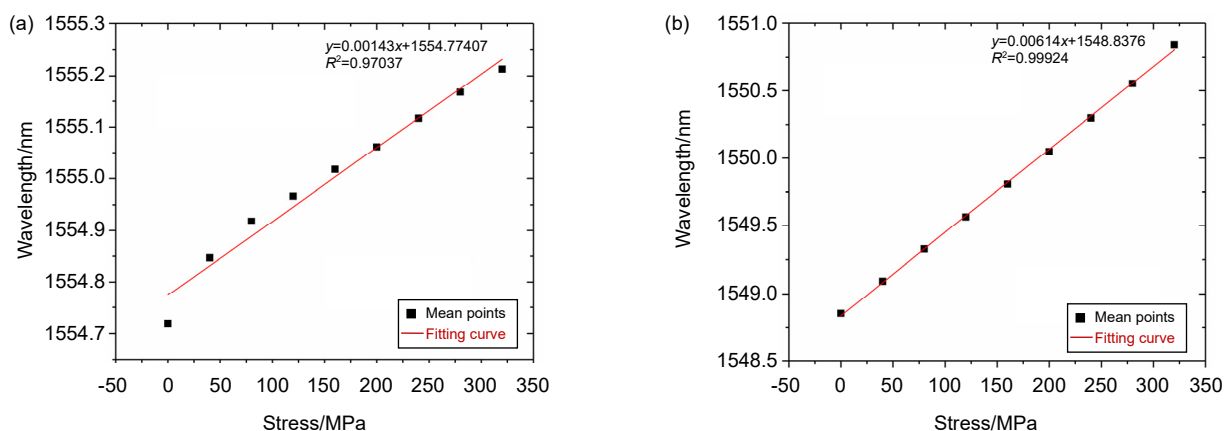 (a)
y=0.00143x+1554.77407
R²=0.97037
1555.3
1555.2
1555.1
1555.0
1554.9
1554.8
1554.7
Wavelength/nm
Mean points
Fitting curve
-50 0 50 100 150 200 250 300 350
Stress/MPa
(b)
y=0.00614x+1548.8376
R²=0.99924
1551.0
1550.5
1550.0
1549.5
1549.0
1548.5
Wavelength/nm
Mean points
Fitting curve
-50 0 50 100 150 200 250 300 350
Stress/MPa